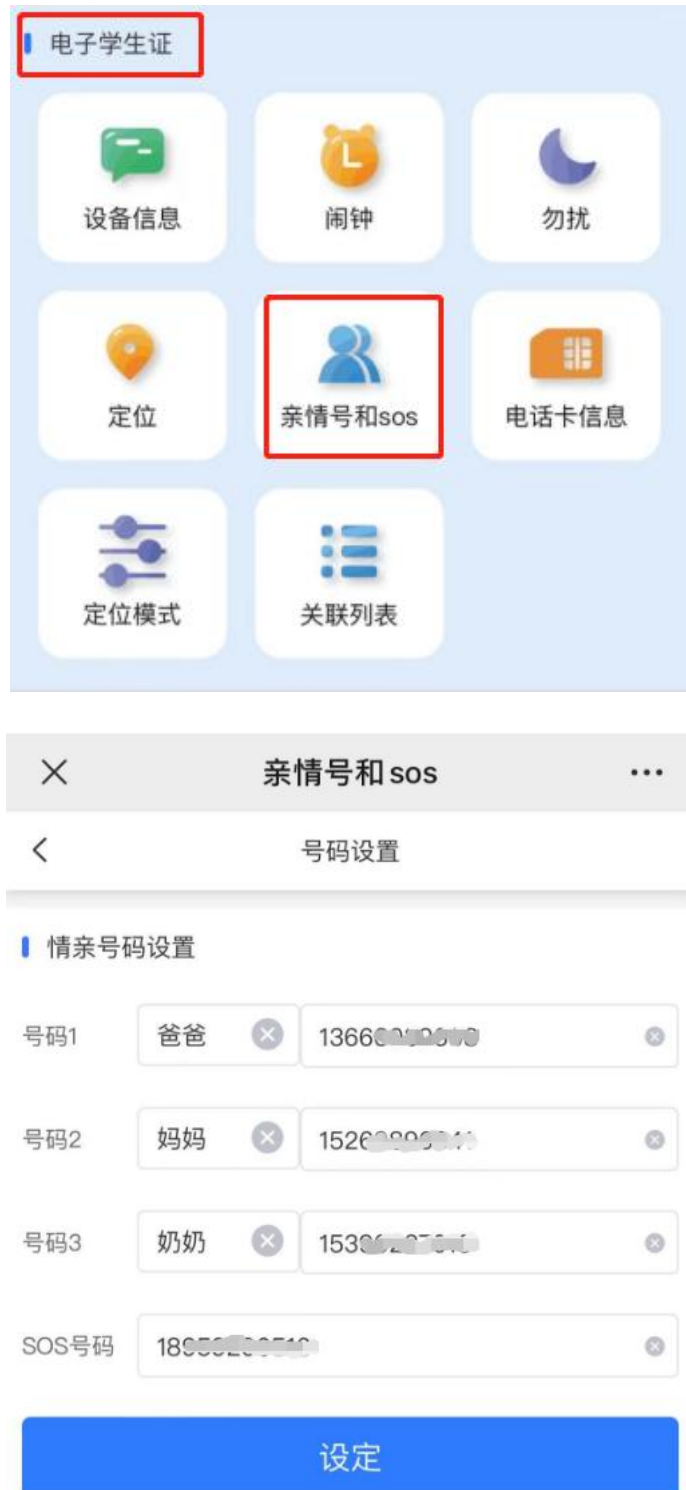 电子学生证
设备信息 闹钟 勿扰
定位 亲情号和sos 电话卡信息
定位模式 关联列表
亲情号和sos
号码设置
情亲号码设置
号码1 爸爸
号码2 妈妈
号码3 奶奶
SOS号码
设定